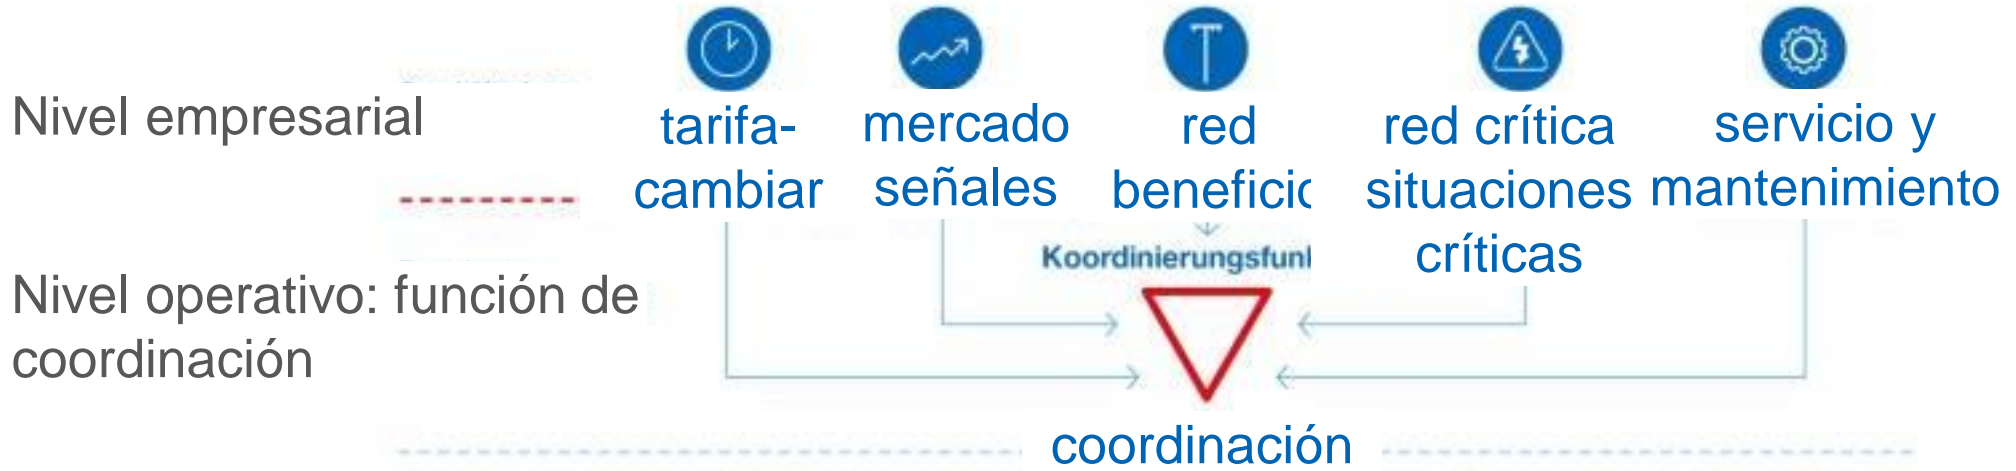 Nivel empresarial
tarifa-
cambiar
mercado
señales
red
beneficio
red crítica
situaciones
críticas
servicio y
mantenimiento
Koordinierungsfunk
Nivel operativo: función de
coordinación
coordinación